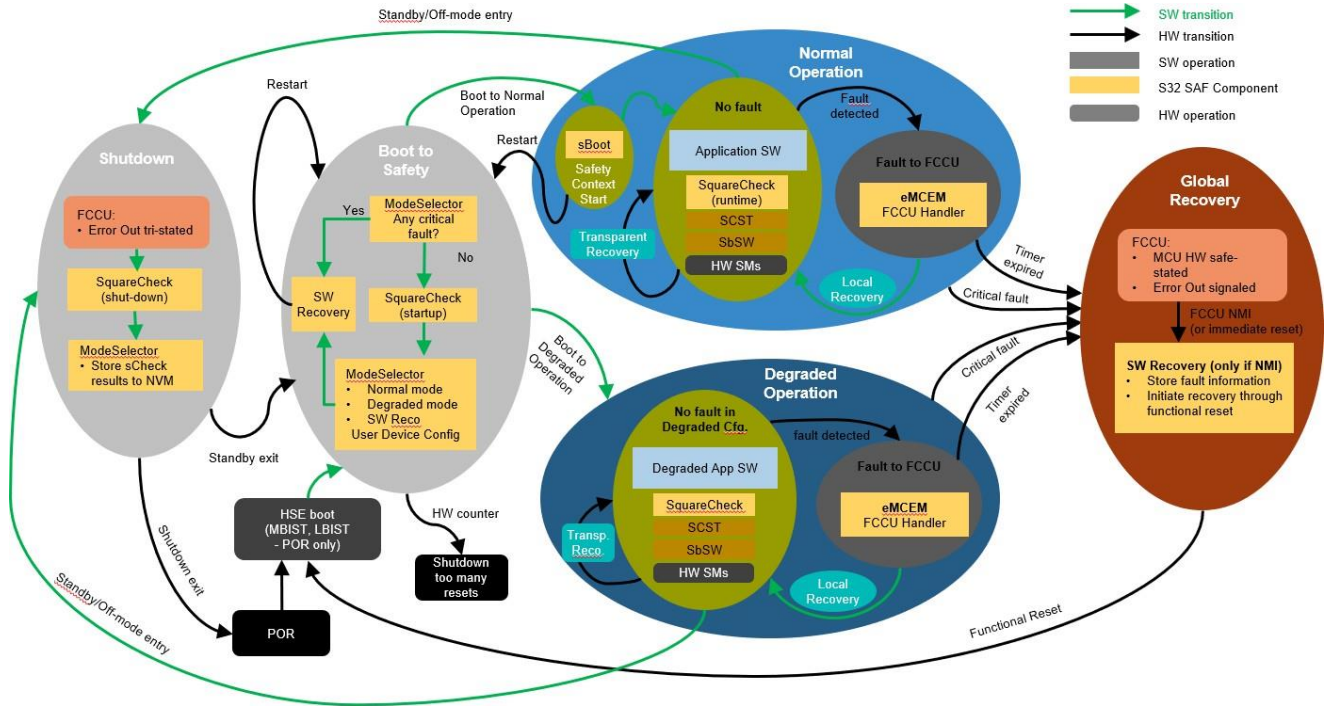 Standby/Off-mode entry
SW transition
HW transition
SW operation
S32 SAF Component
HW operation
Shutdown
FCCU:
• Error Out tri-stated
SquareCheck
(shut-down)
ModeSelector
• Store sCheck
results to NVM
Restart
Boot to
Safety
ModeSelector
Any critical
fault?
Yes
No
SW
Recovery
SquareCheck
(startup)
ModeSelector
• Normal mode
• Degraded mode
• SW Reco
User Device Config
Boot to Normal
Operation
Restart
Normal
Operation
sBoot
Safety
Context
Start
No fault
Application SW
SquareCheck
(runtime)
SCST
SbSW
HW SMs
Transparent
Recovery
Fault
detected
Fault to FCCU
eMCEM
FCCU Handler
Local
Recovery
Timer
expired
Critical fault
Critical fault
Timer
expired
Global
Recovery
FCCU:
• MCU HW safe-
stated
• Error Out signaled
FCCU NMI
(or immediate reset)
SW Recovery (only if NMI)
• Store fault information
• Initiate recovery through
functional reset
Boot to
Degraded
Operation
Degraded
Operation
No fault in
Degraded Cfg.
Degraded App SW
SquareCheck
SCST
SbSW
HW SMs
Transp.
Reco.
fault detected
Fault to FCCU
eMCEM
FCCU Handler
Local
Recovery
Standby exit
HSE boot
(MBIST, LBIST
- POR only)
HW counter
Shutdown
too many
resets
Shutdown exit
POR
Standby/Off-mode entry
Functional Reset